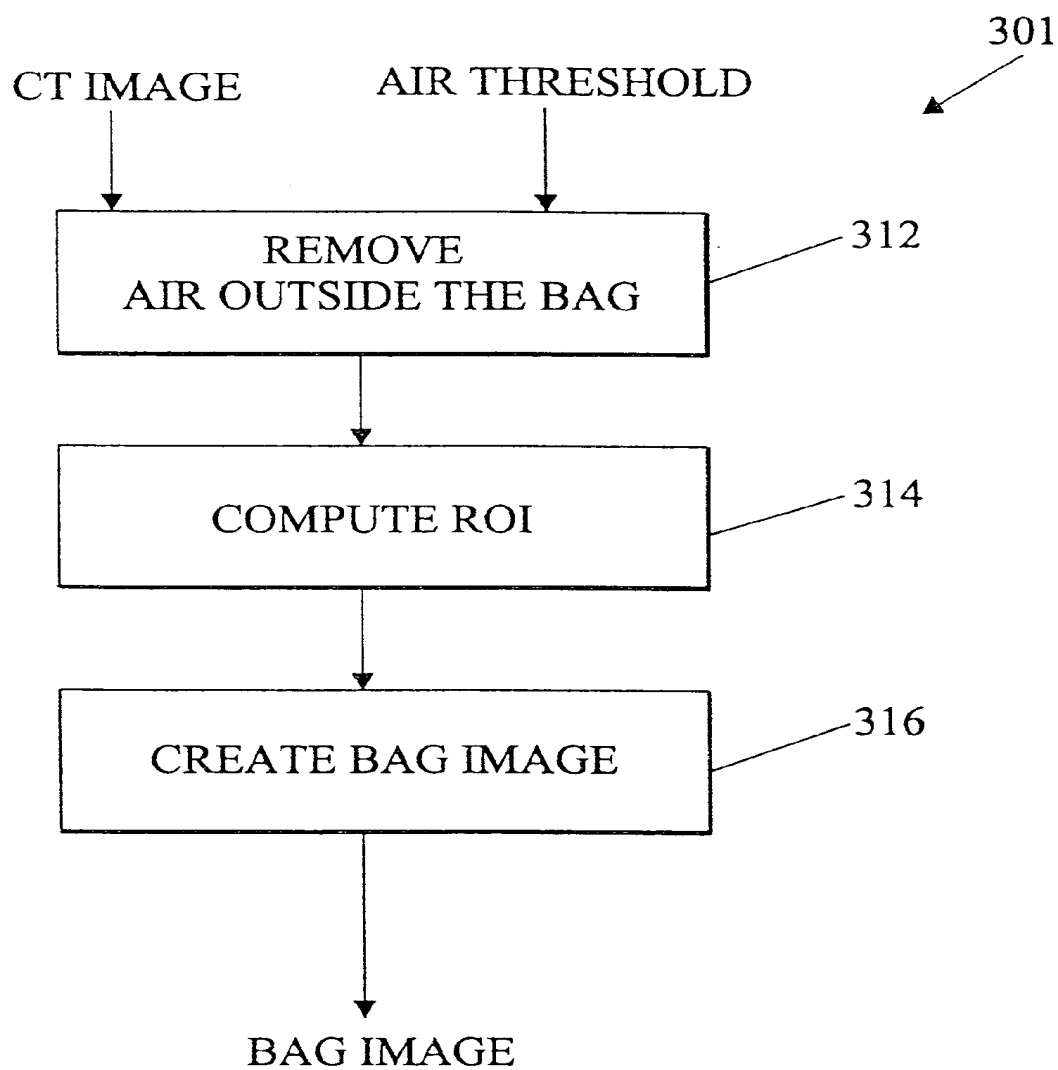 301
CT IMAGE
AIR THRESHOLD
REMOVE
AIR OUTSIDE THE BAG
312
COMPUTE ROI
314
CREATE BAG IMAGE
316
BAG IMAGE